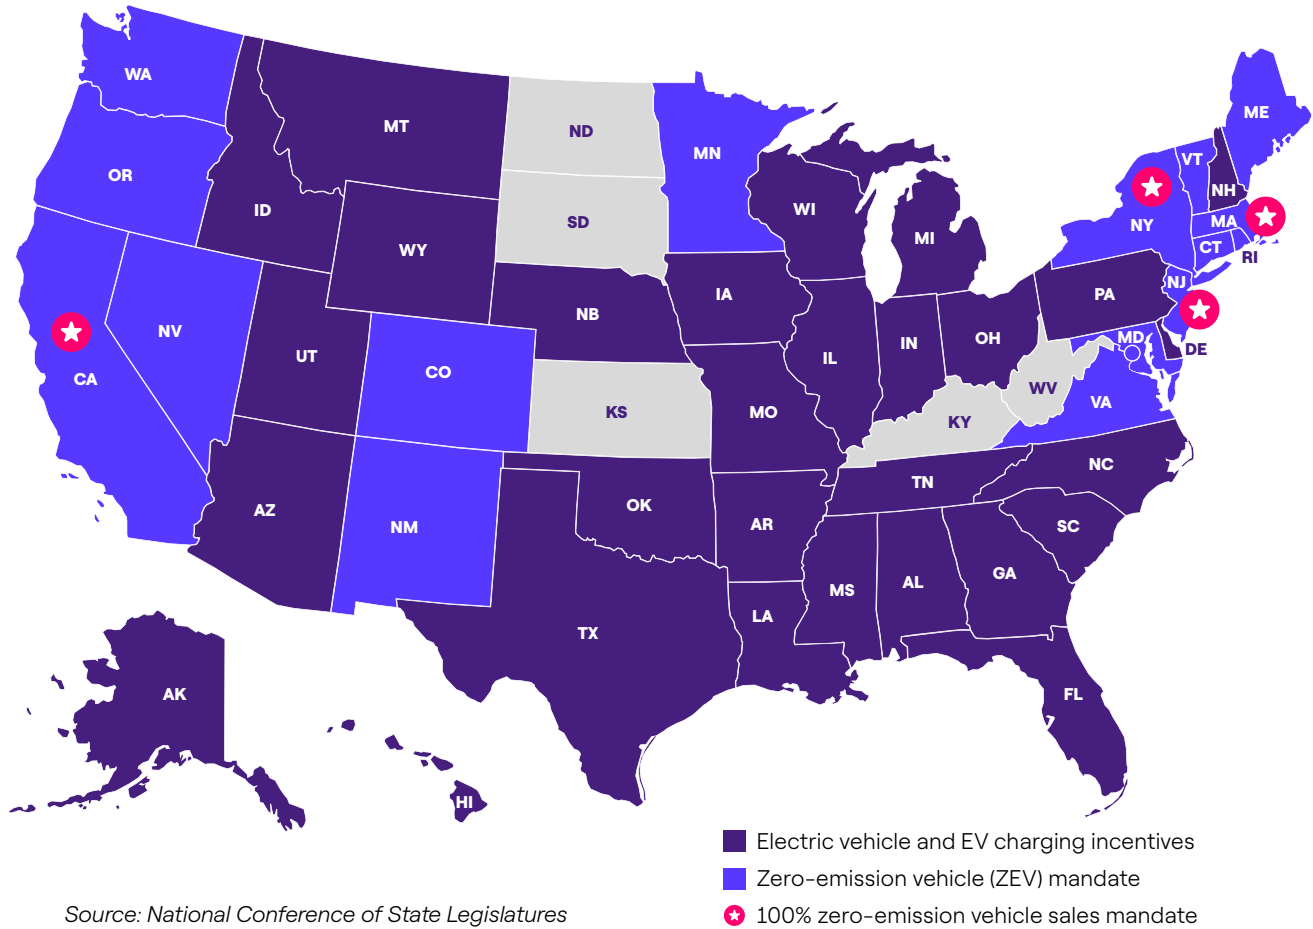 WA
MT
ND
MN
ME
OR
ID
SD
WI
MI
VT
NH
NY
MA
CT
RI
WY
IA
NB
PA
NJ
NV
UT
CO
IL
IN
OH
MD
DE
CA
KS
MO
KY
WV
VA
AZ
NM
OK
AR
TN
NC
SC
MS
AL
GA
TX
LA
FL
AK
HI
Electric vehicle and EV charging incentives
Zero-emission vehicle (ZEV) mandate
100% zero-emission vehicle sales mandate
Source: National Conference of State Legislatures